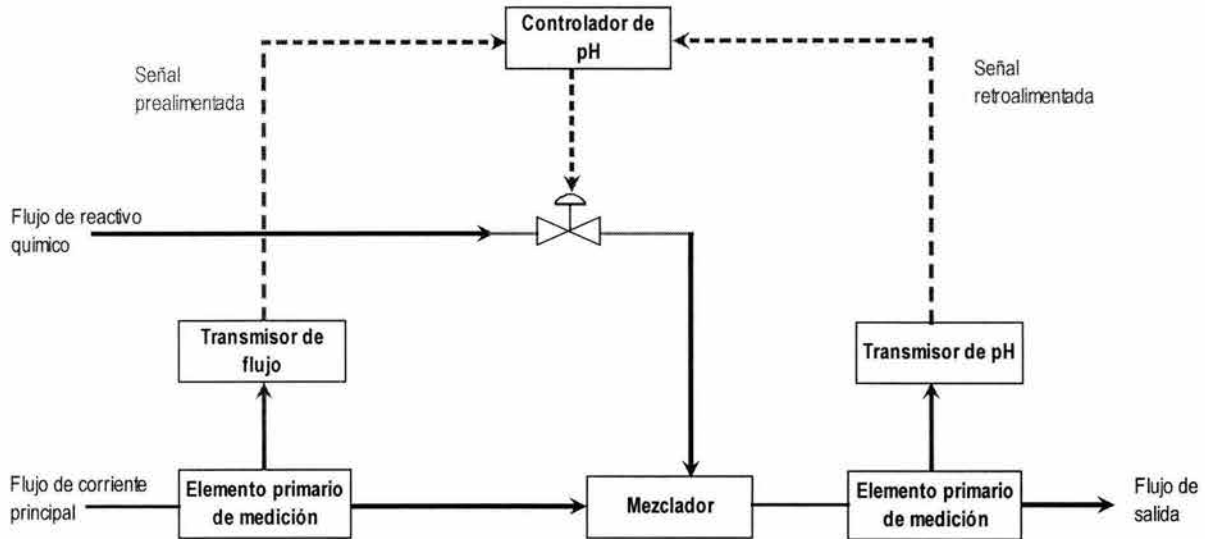 Controlador de
pH
Señal
prealimentada
Señal
retroalimentada
Flujo de reactivo
químico
Transmisor de
flujo
Transmisor de pH
Flujo de corriente
principal
Elemento primario
de medición
Mezclador
Elemento primario
de medición
Flujo de
salida